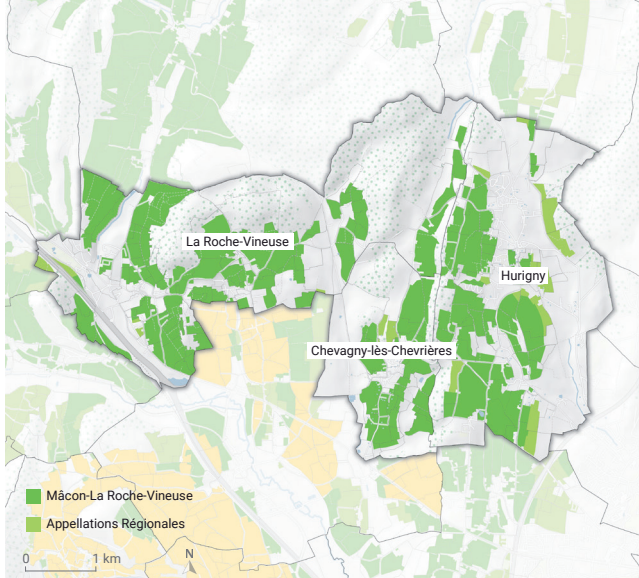 La Roche-Vineuse
Hurigny
Chevagny-lès-Chevrières
Mâcon-La Roche-Vineuse
Appellations Régionales
0 1 km
N